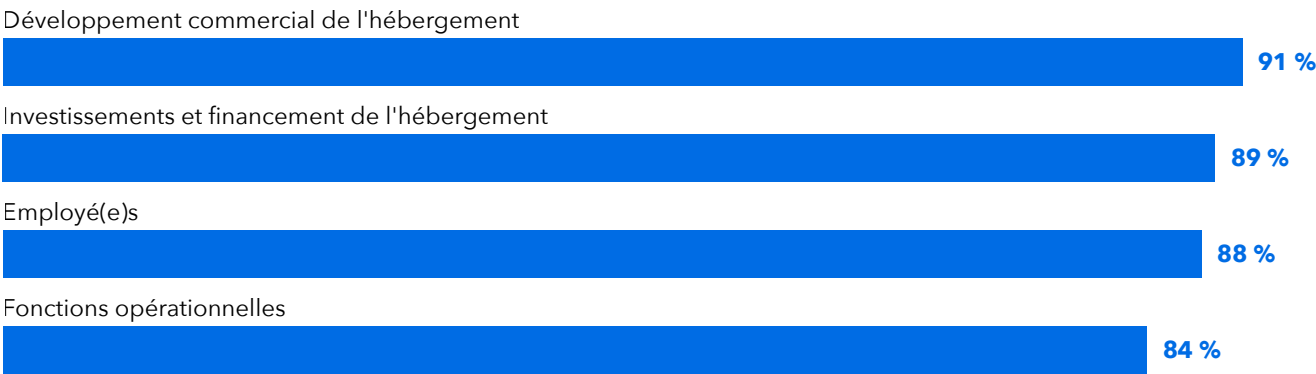 Développement commercial de l'hébergement
91 %
Investissements et financement de l'hébergement
89 %
Employé(e)s
88 %
Fonctions opérationnelles
84 %